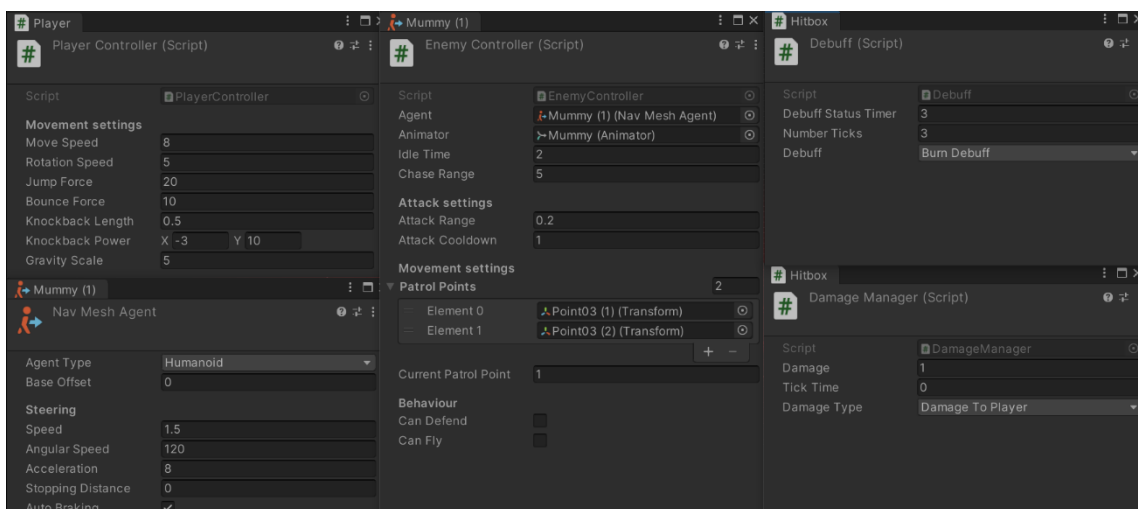 Player
Player Controller (Script)
Script PlayerController
Movement settings
Move Speed 8
Rotation Speed 5
Jump Force 20
Bounce Force 10
Knockback Length 0.5
Knockback Power X -3 Y 10
Gravity Scale 5
Mummy (1)
Nav Mesh Agent
Agent Type Humanoid
Base Offset 0
Steering
Speed 1.5
Angular Speed 120
Acceleration 8
Stopping Distance 0
Auto Braking
Mummy (1)
Enemy Controller (Script)
Script EnemyController
Agent Mummy (1) (Nav Mesh Agent)
Animator Mummy (Animator)
Idle Time 2
Chase Range 5
Attack settings
Attack Range 0.2
Attack Cooldown 1
Movement settings
Patrol Points 2
Element 0 Point03 (1) (Transform)
Element 1 Point03 (2) (Transform)
+ −
Current Patrol Point 1
Behaviour
Can Defend
Can Fly
Hitbox
Debuff (Script)
Script Debuff
Debuff Status Timer 3
Number Ticks 3
Debuff Burn Debuff
Hitbox
Damage Manager (Script)
Script DamageManager
Damage 1
Tick Time 0
Damage Type Damage To Player